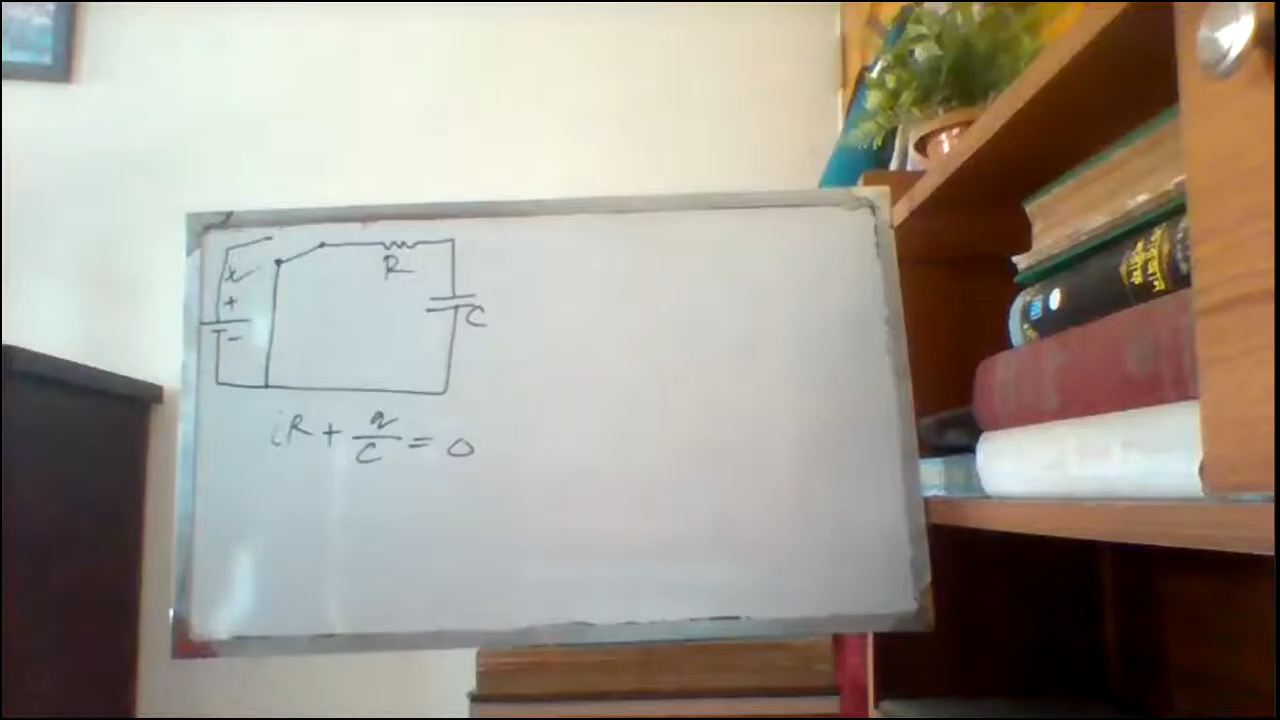 ε
+
−
R
C
iR + q/C = 0